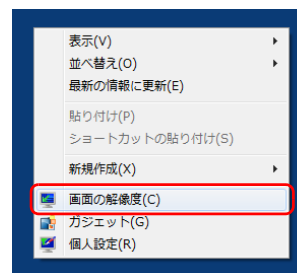 表示(V)
並べ替え(O)
最新の情報に更新(E)
貼り付け(P)
ショートカットの貼り付け(S)
新規作成(X)
画面の解像度(C)
ガジェット(G)
個人設定(R)